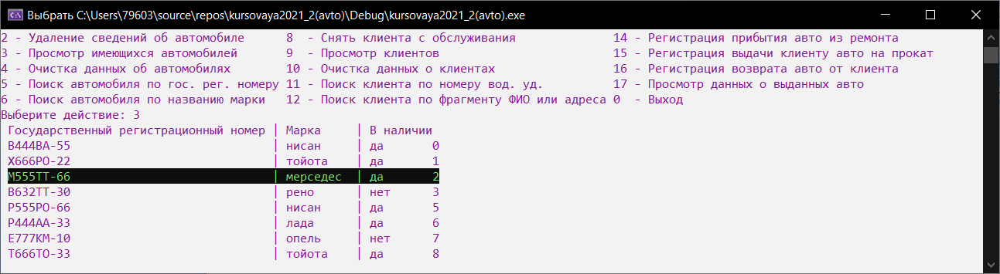 Выбрать C:\Users\79603\source\repos\kursovaya2021_2(avto)\Debug\kursovaya2021_2(avto).exe
2 - Удаление сведений об автомобиле 8 - Снять клиента с обслуживания 14 - Регистрация прибытия авто из ремонта
3 - Просмотр имеющихся автомобилей 9 - Просмотр клиентов 15 - Регистрация выдачи клиенту авто на прокат
4 - Очистка данных об автомобилях 10 - Очистка данных о клиентах 16 - Регистрация возврата авто от клиента
5 - Поиск автомобиля по гос. рег. номеру 11 - Поиск клиента по номеру вод. уд. 17 - Просмотр данных о выданных авто
6 - Поиск автомобиля по названию марки 12 - Поиск клиента по фрагменту ФИО или адреса 0 - Выход
Выберите действие: 3
Государственный регистрационный номер | Марка | В наличии
В444ВА-55 | нисан | да 0
Х666РО-22 | тойота | да 1
М555ТТ-66 | мерседес | да 2
В632ТТ-30 | рено | нет 3
Р555РО-66 | нисан | да 5
Р444АА-33 | лада | да 6
Е777КМ-10 | опель | нет 7
Т666ТО-33 | тойота | да 8